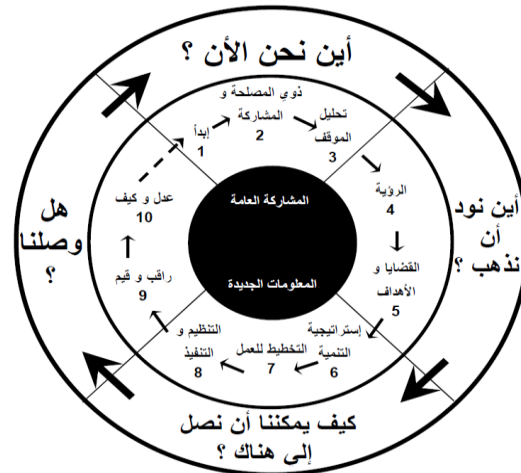 أين نحن الأن ؟
أين نود
أن
نذهب ؟
كيف يمكننا أن نصل
إلى هناك ؟
هل
وصلنا
؟
إبدأ
1
ذوي المصلحة و
المشاركة
2
تحليل
الموقف
3
الرؤية
4
القضايا و
الأهداف
5
إستراتيجية
التنمية
6
التخطيط للعمل
7
التنظيم و
التنفيذ
8
راقب و قيم
9
عدل و كيف
10
المشاركة العامة
المعلومات الجديدة